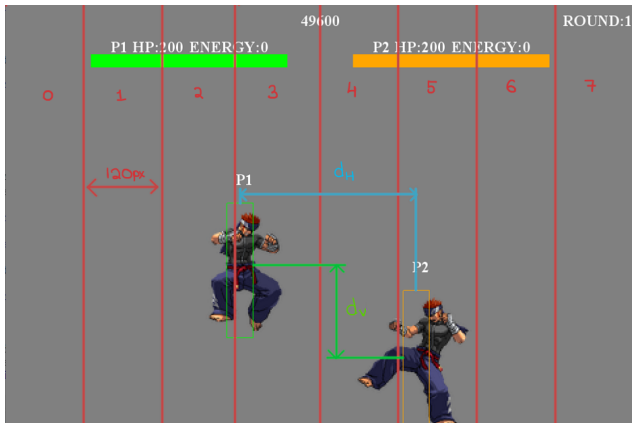 49600
ROUND:1
P1 HP:200 ENERGY:0
P2 HP:200 ENERGY:0
0 1 2 3 4 5 6 7
120px
dH
P1
P2
dv